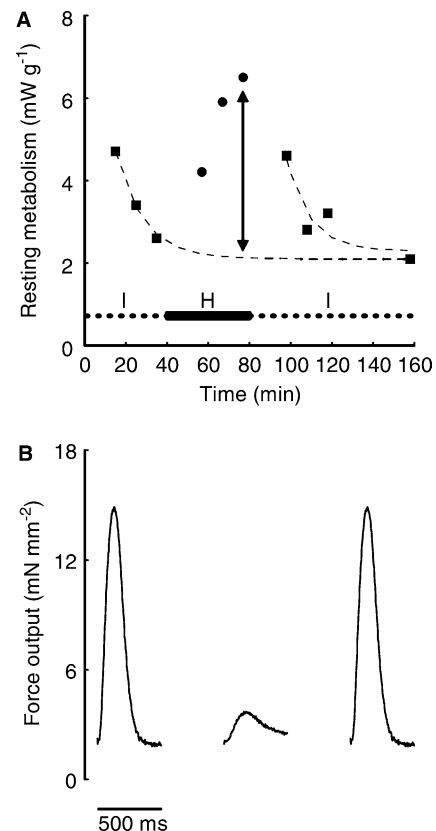 A
Resting metabolism (mW g-1)
8
6
4
2
0
I H I
0 20 40 60 80 100 120 140 160
Time (min)
B
Force output (mN mm-2)
18
12
6
0
500 ms